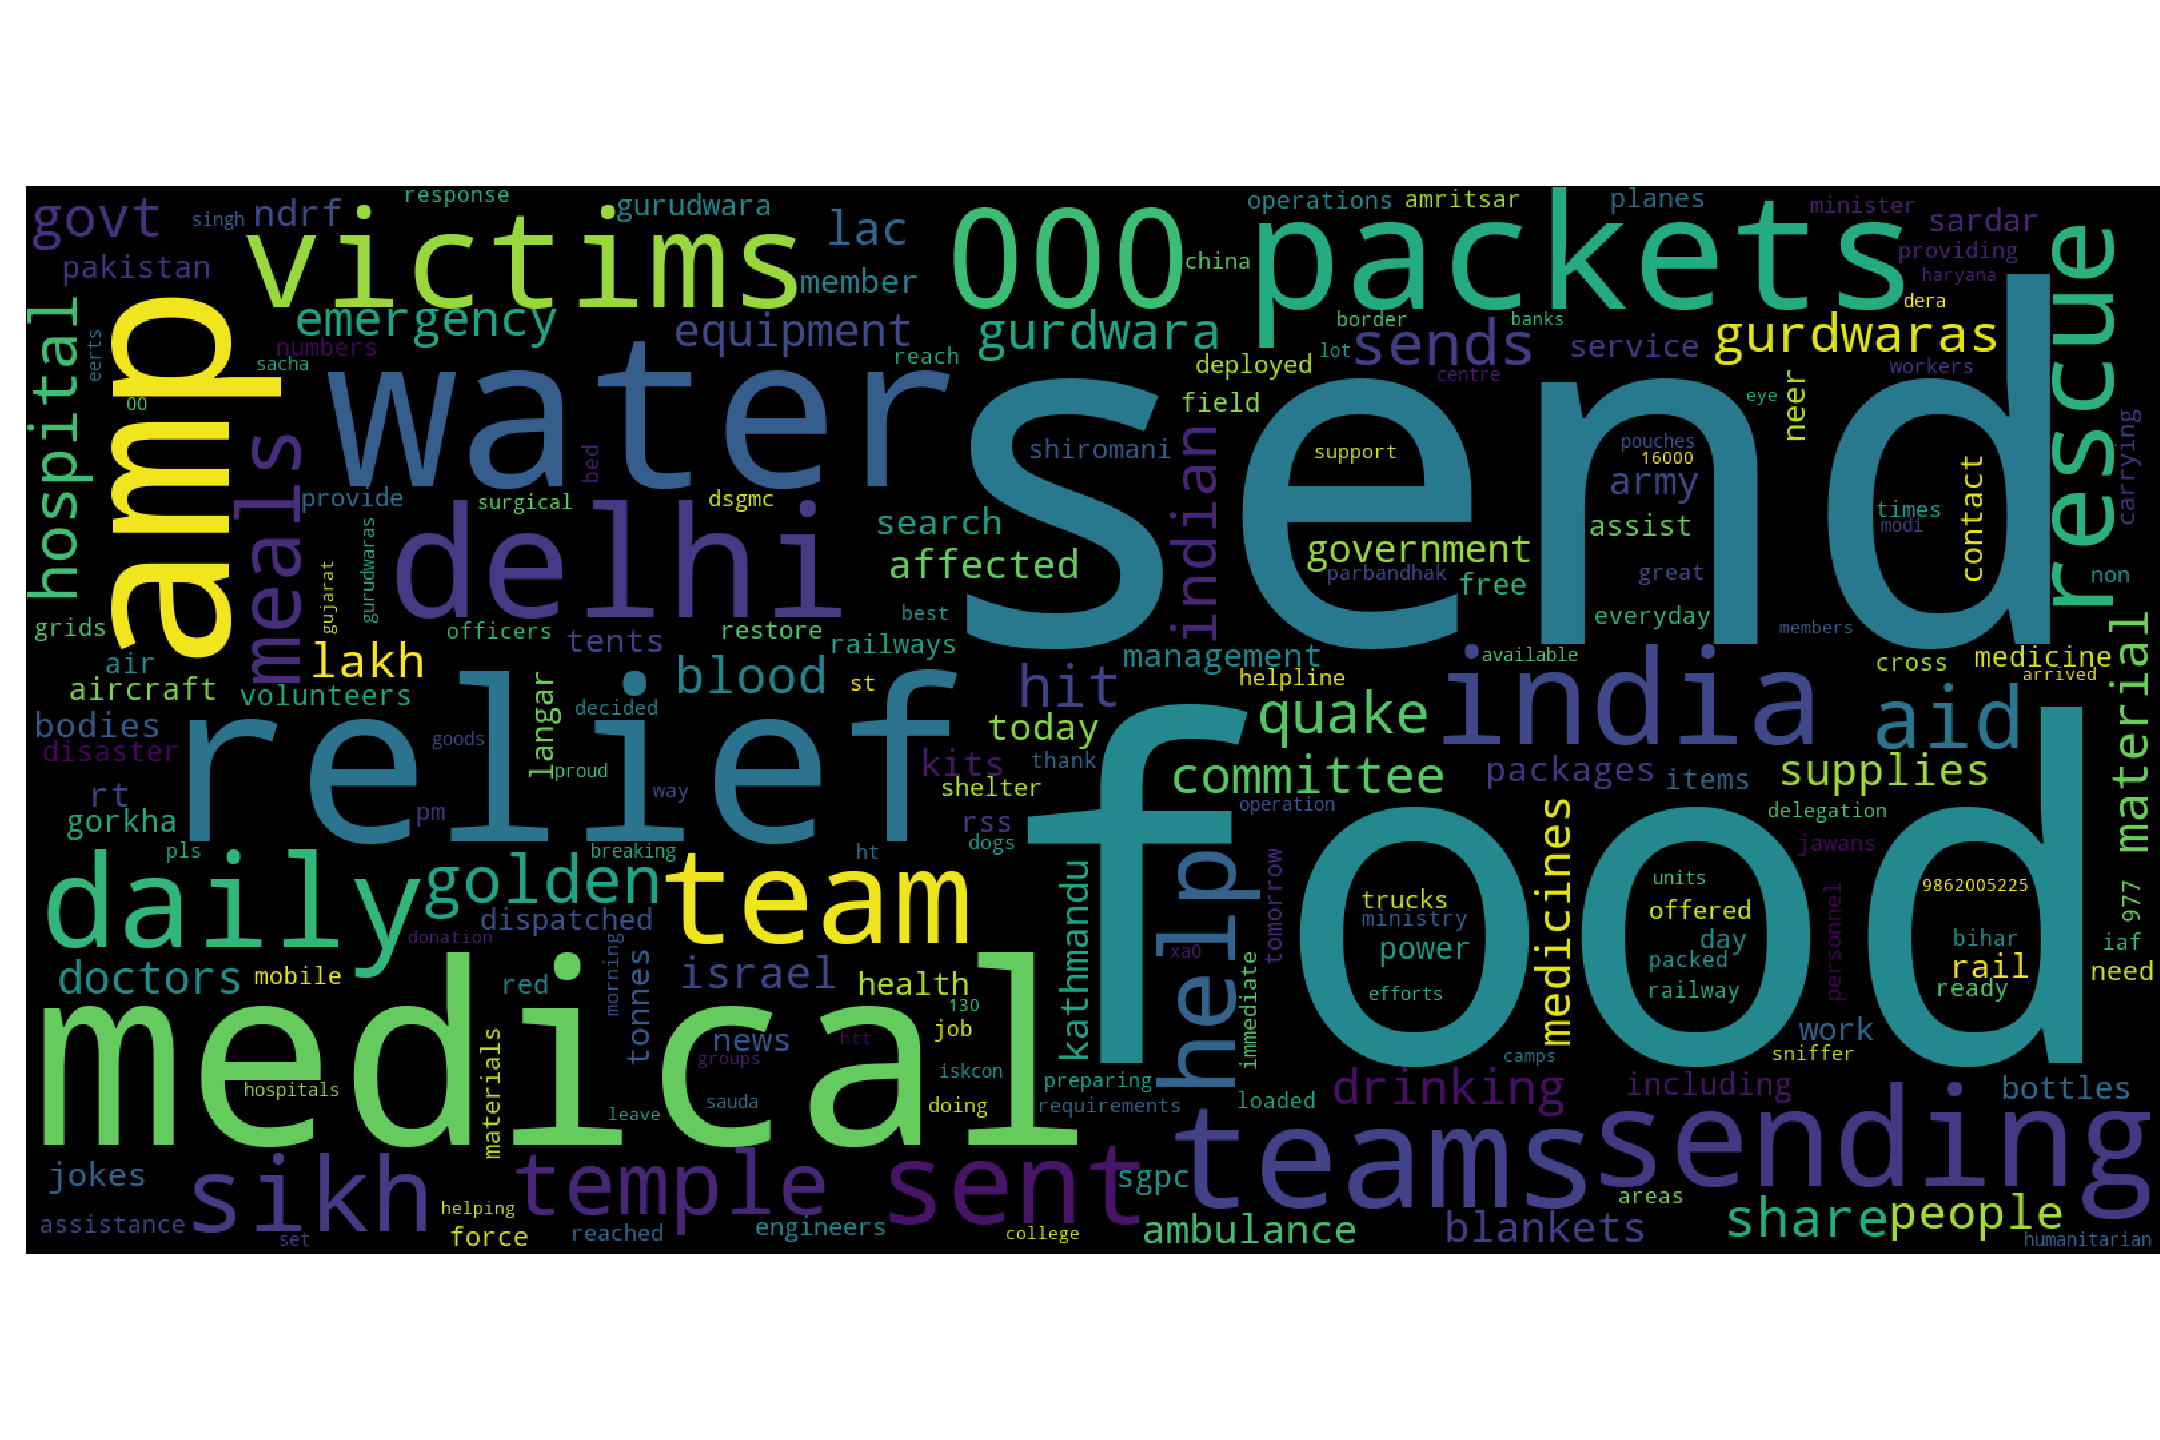 response
govt
singh
ndrf
victims
gurudwara
lac
000
packets
operations
amritsar
planes
minister
sardar
pakistan
member
china
providing
haryana
rescue
hospital
amp
emergency
equipment
gurdwara
border
banks
dera
eerts
numbers
sacha
reach
deployed
lot
sends
service
gurdwaras
workers
00
meals
water
centre
send
field
eye
neer
carrying
shiromani
indian
support
pouches
16000
army
contact
provide
surgical
bed
dsgmc
search
times
modi
delhi
affected
government
assist
gujarat
gurudwaras
parbandhak
free
great
non
grids
officers
tents
best
restore
railways
everyday
members
air
lakh
blood
st
management
available
cross
medicine
arrived
aircraft
volunteers
hit
helpline
india
aid
material
bodies
relief
langar
decided
today
quake
disaster
goods
proud
kits
thank
committee
packages
items
supplies
rt
pm
way
shelter
food
operation
delegation
gorkha
rss
dogs
pls
breaking
ht
kathmandu
help
tomorrow
medicines
jawans
daily
golden
team
trucks
units
9862005225
977
dispatched
ministry
offered
personnel
donation
morning
xa0
power
day
bihar
iaf
doctors
mobile
red
tonnes
israel
health
packed
rail
need
efforts
railway
ready
medical
130
immediate
materials
news
htt
job
work
groups
iskcon
camps
sniffer
hospitals
preparing
drinking
including
bottles
leave
sauda
doing
requirements
loaded
teams
sending
jokes
sikh
temple
sent
sgpc
areas
share
people
assistance
helping
set
force
reached
engineers
college
ambulance
blankets
humanitarian